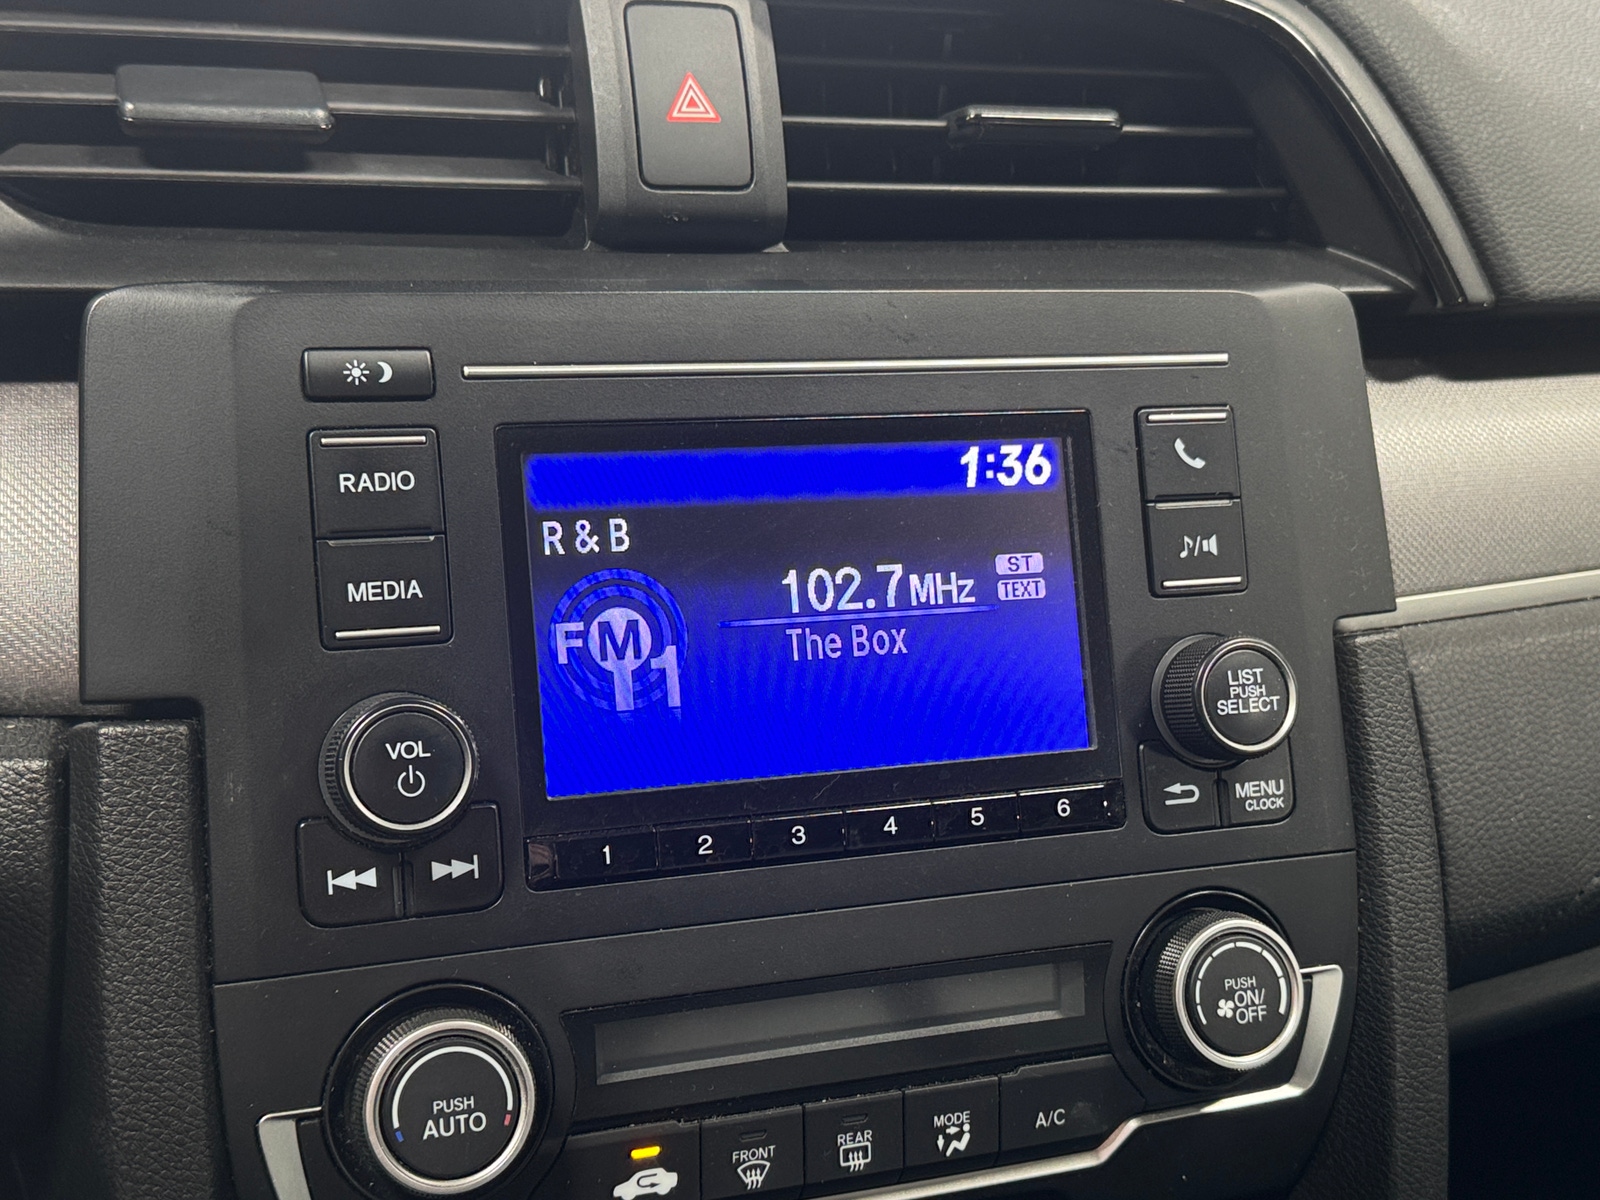 RADIO
MEDIA
VOL
1:36
R & B
102.7 MHz
ST
TEXT
FM
11
The Box
LIST
PUSH
SELECT
MENU
CLOCK
1 2 3 4 5 6
PUSH
AUTO
FRONT
REAR
MODE
A/C
PUSH
ON/
OFF